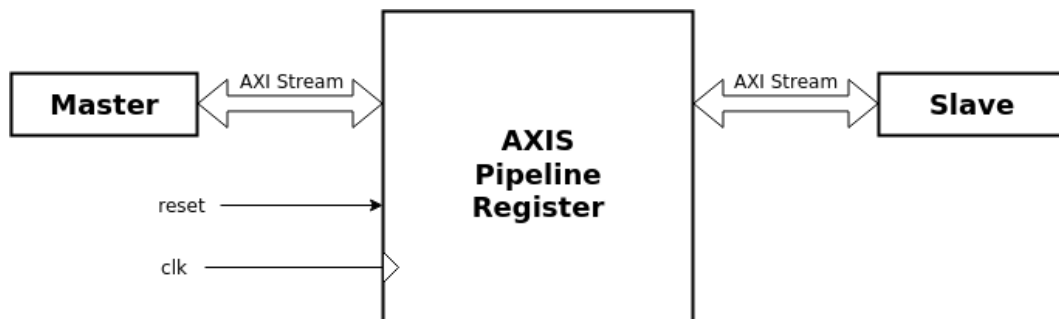 AXI Stream
AXI Stream
Master
Slave
AXIS
Pipeline
Register
reset
clk